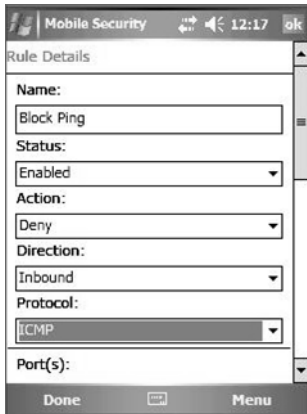 Mobile Security 12:17 ok
Rule Details
Name:
Block Ping
Status:
Enabled
Action:
Deny
Direction:
Inbound
Protocol:
ICMP
Port(s):
Done Menu